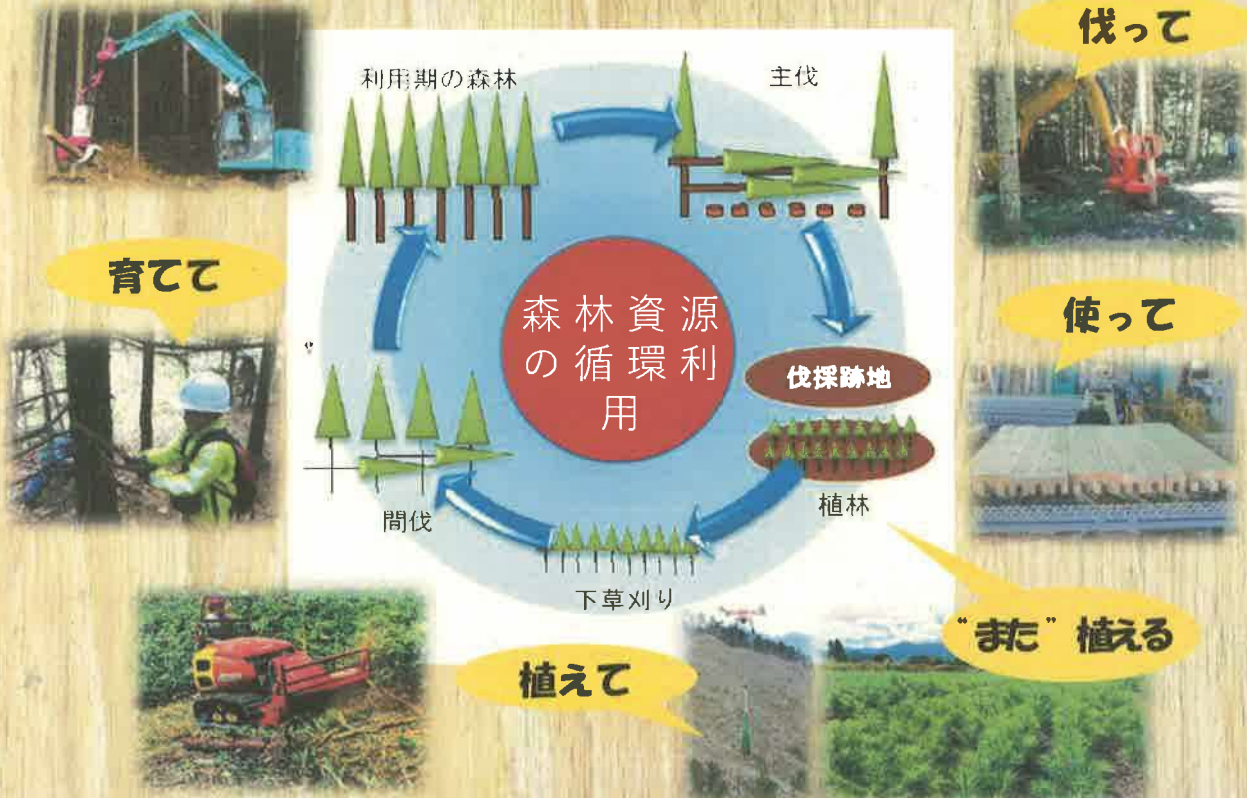 伐って
利用期の森林
主伐
育てて
使って
森林資源
の循環利
用
伐採跡地
植林
間伐
下草刈り
"また"植える
植えて